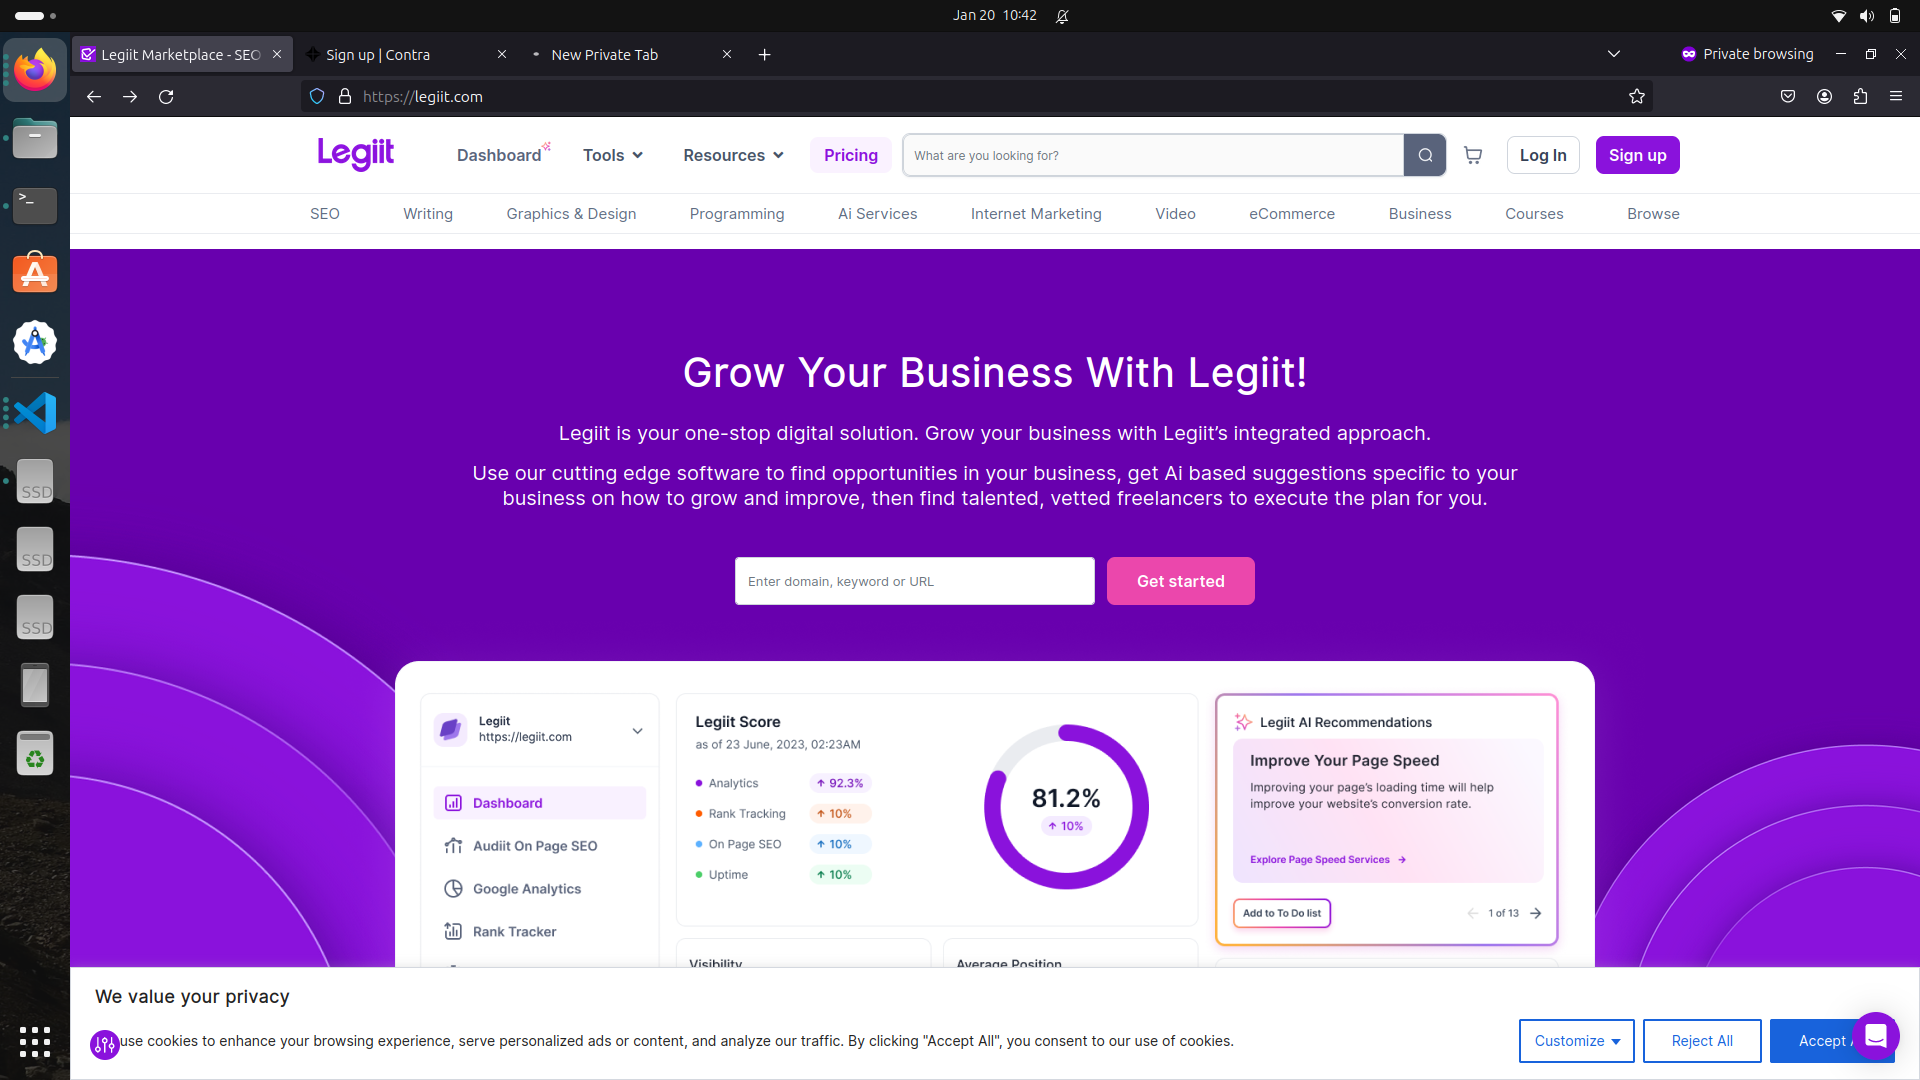 Jan 20 10:42
Legiit Marketplace - SEO
Sign up | Contra
New Private Tab
Private browsing
https://legiit.com
Legiit
Dashboard
Tools
Resources
Pricing
What are you looking for?
Log In
Sign up
SEO
Writing
Graphics & Design
Programming
Ai Services
Internet Marketing
Video
eCommerce
Business
Courses
Browse
Grow Your Business With Legiit!
Legiit is your one-stop digital solution. Grow your business with Legiit’s integrated approach.
Use our cutting edge software to find opportunities in your business, get Ai based suggestions specific to your
business on how to grow and improve, then find talented, vetted freelancers to execute the plan for you.
Enter domain, keyword or URL
Get started
Legiit
https://legiit.com
Dashboard
Audiit On Page SEO
Google Analytics
Rank Tracker
Legiit Score
as of 23 June, 2023, 02:23AM
Analytics
92.3%
Rank Tracking
10%
On Page SEO
10%
Uptime
10%
81.2%
10%
Legiit AI Recommendations
Improve Your Page Speed
Improving your page’s loading time will help
improve your website’s conversion rate.
Explore Page Speed Services
Add to To Do list
1 of 13
Visibility
Average Position
We value your privacy
use cookies to enhance your browsing experience, serve personalized ads or content, and analyze our traffic. By clicking "Accept All", you consent to our use of cookies.
Customize
Reject All
Accept
SSD
SSD
SSD